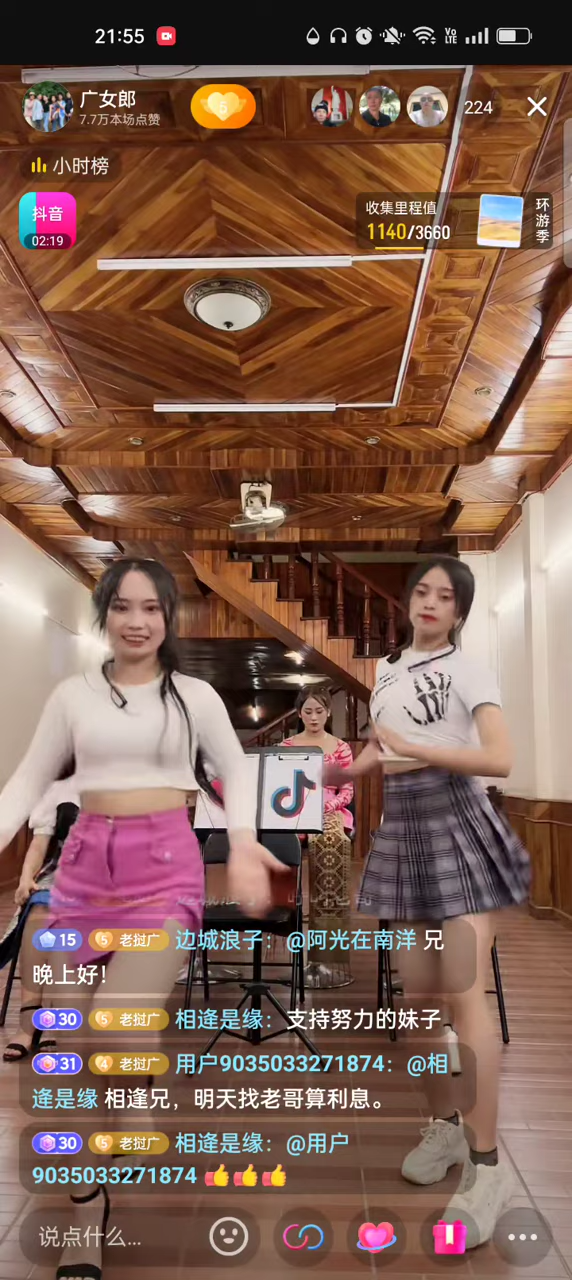 21:55
Vo
LTE
广女郎
7.7万本场点赞
5
224
小时榜
抖音
02:19
收集里程值
1140/3660
环游季
15 5 老挝广 边城浪子：@阿光在南洋 兄
晚上好！
30 5 老挝广 相逢是缘：支持努力的妹子
31 4 老挝广 用户9035033271874：@相
逢是缘 相逢兄，明天找老哥算利息。
30 5 老挝广 相逢是缘：@用户
9035033271874 👍👍👍
说点什么...